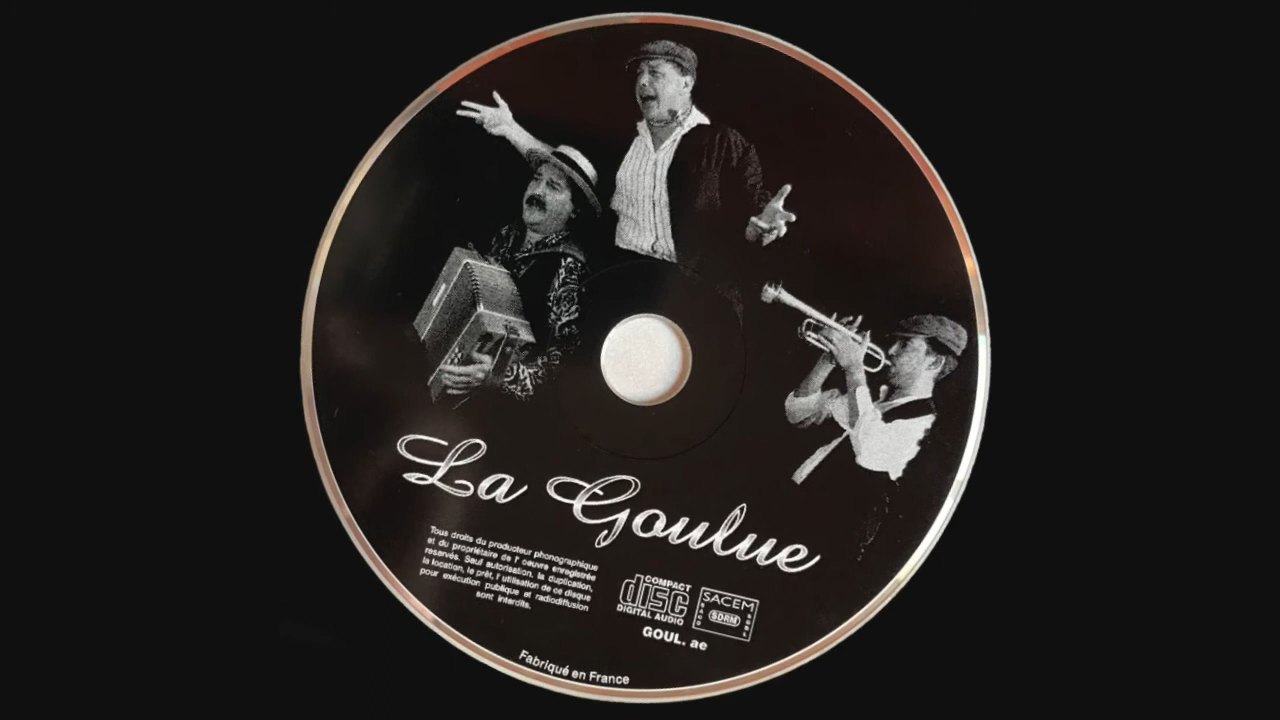 La Goulue
Tous droits du producteur phonographique
et du propriétaire de l' oeuvre enregistrée
reservés. Sauf autorisation, la duplication,
la location, le prêt, l' utilisation de ce disque
pour exécution publique et radiodiffusion
sont interdits.
COMPACT
disc
DIGITAL AUDIO
SACEM
SACD
SDRM
SGDL
GOUL. ae
Fabriqué en France